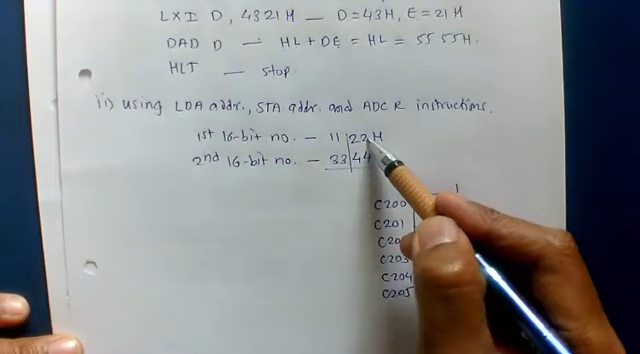 LXI D, 4321H — D=43H, E=21H
DAD D — HL+DE = HL = 5555H.
HLT — stop.
ii) using LDA addr., STA addr. and ADC R instructions.
1st 16-bit no. — 11 22H
2nd 16-bit no. — 33 44
C200
C201
C20
C203
C204
C205